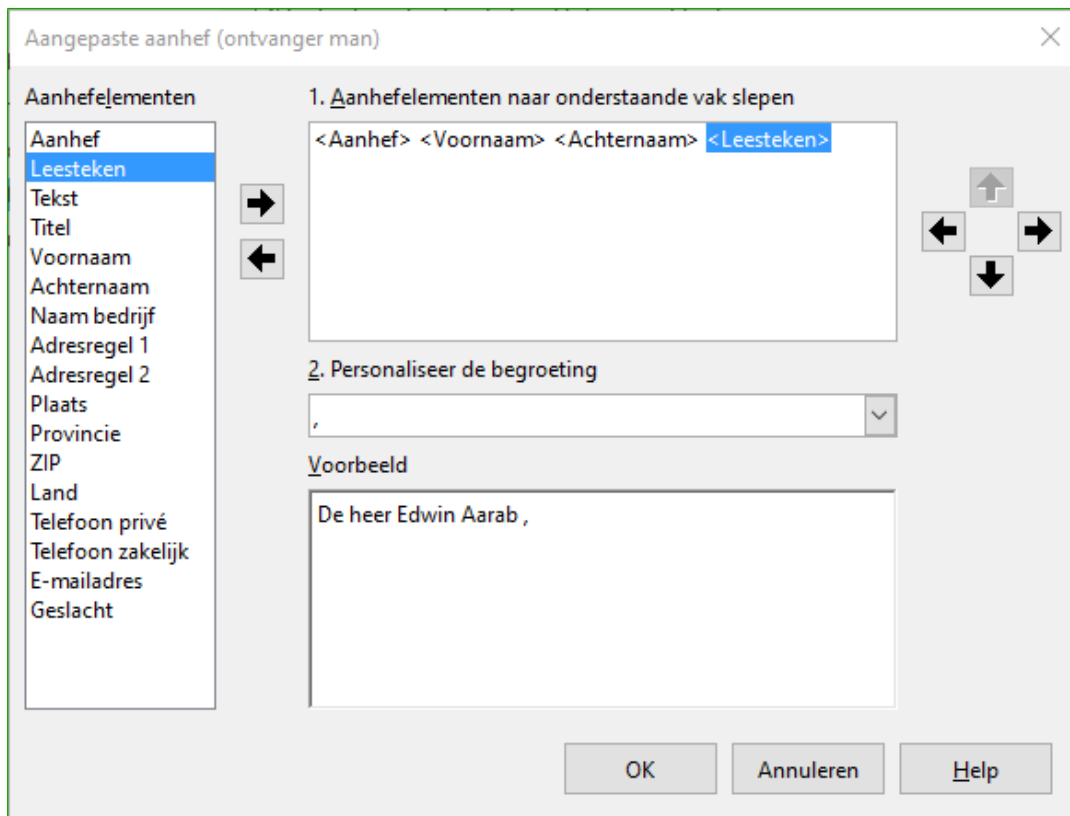 Aangepaste aanhef (ontvanger man)
Aanhefelementen
Aanhef
Leesteken
Tekst
Titel
Voornaam
Achternaam
Naam bedrijf
Adresregel 1
Adresregel 2
Plaats
Provincie
ZIP
Land
Telefoon privé
Telefoon zakelijk
E-mailadres
Geslacht
1. Aanhefelementen naar onderstaande vak slepen
<Aanhef> <Voornaam> <Achternaam> <Leesteken>
2. Personaliseer de begroeting
,
Voorbeeld
De heer Edwin Aarab ,
OK
Annuleren
Help